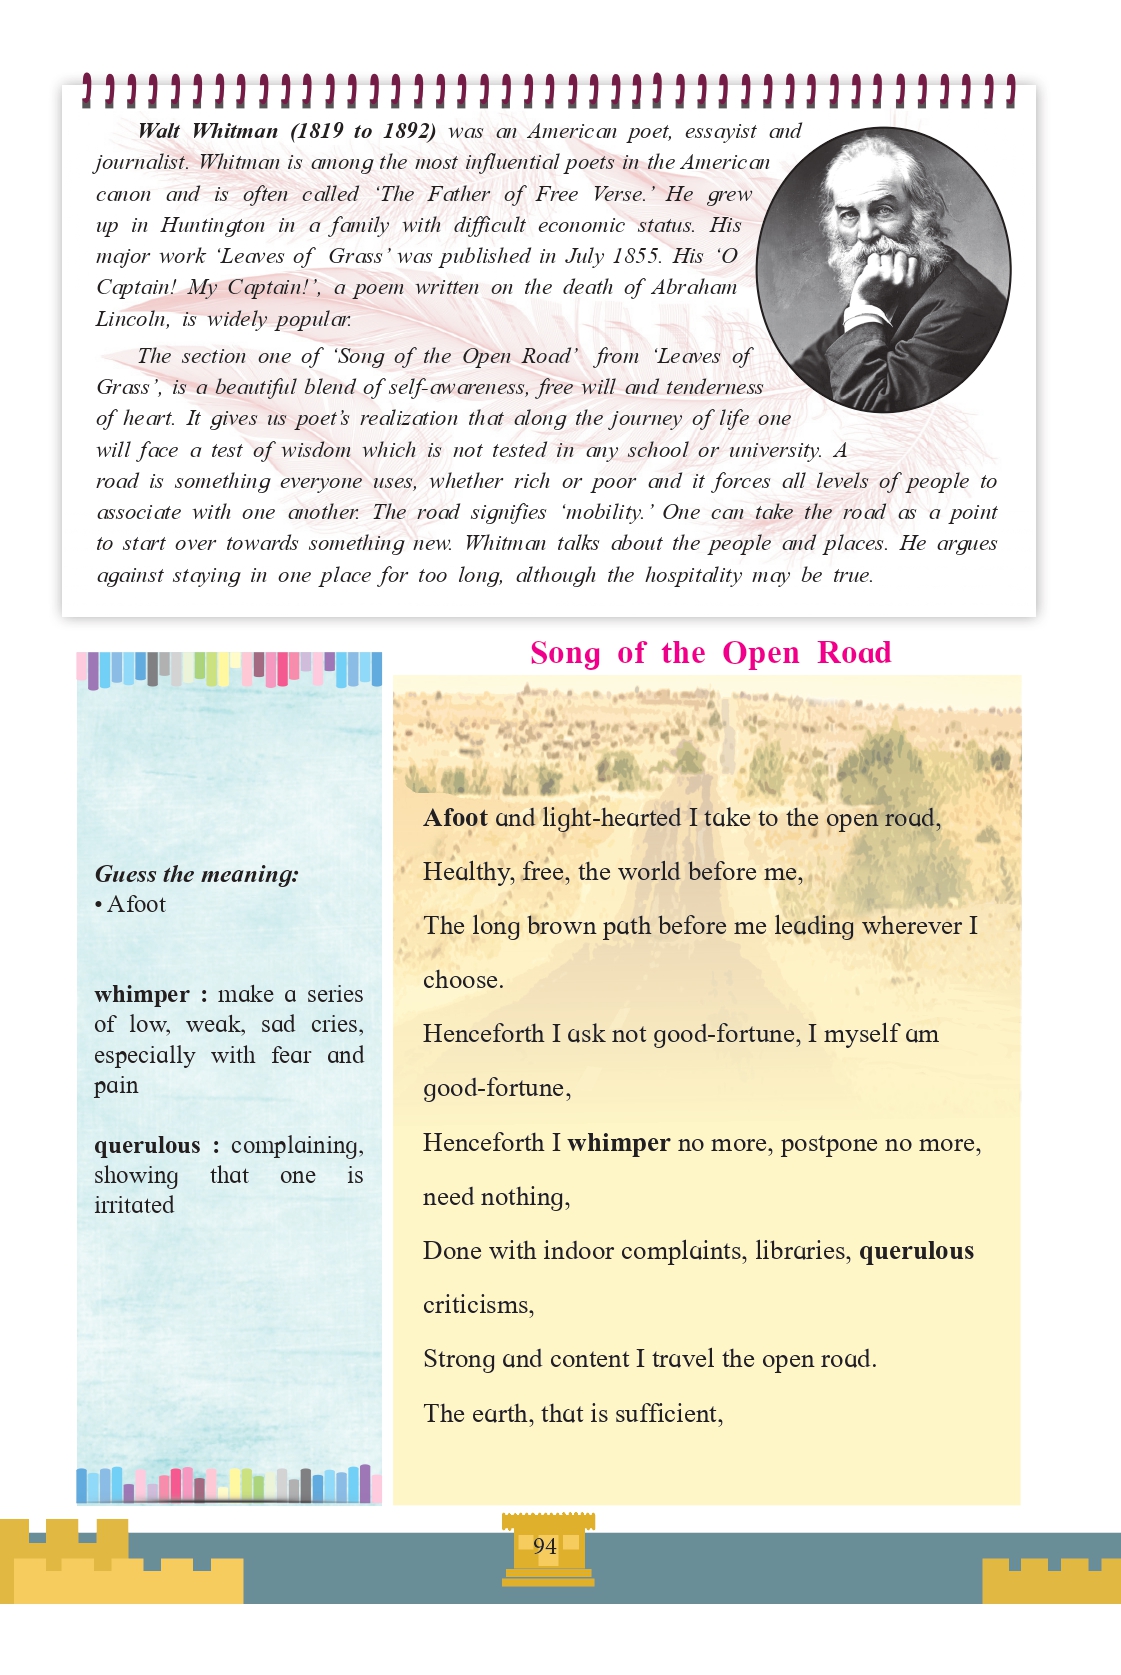 Walt Whitman (1819 to 1892) was an American poet, essayist and
journalist. Whitman is among the most influential poets in the American
canon and is often called ‘The Father of Free Verse.’ He grew
up in Huntington in a family with difficult economic status. His
major work ‘Leaves of Grass’ was published in July 1855. His ‘O
Captain! My Captain!’, a poem written on the death of Abraham
Lincoln, is widely popular.
The section one of ‘Song of the Open Road’ from ‘Leaves of
Grass’, is a beautiful blend of self-awareness, free will and tenderness
of heart. It gives us poet’s realization that along the journey of life one
will face a test of wisdom which is not tested in any school or university. A
road is something everyone uses, whether rich or poor and it forces all levels of people to
associate with one another. The road signifies ‘mobility.’ One can take the road as a point
to start over towards something new. Whitman talks about the people and places. He argues
against staying in one place for too long, although the hospitality may be true.
Song of the Open Road
Guess the meaning:
• Afoot
whimper : make a series
of low, weak, sad cries,
especially with fear and
pain
querulous : complaining,
showing that one is
irritated
Afoot and light-hearted I take to the open road,
Healthy, free, the world before me,
The long brown path before me leading wherever I
choose.
Henceforth I ask not good-fortune, I myself am
good-fortune,
Henceforth I whimper no more, postpone no more,
need nothing,
Done with indoor complaints, libraries, querulous
criticisms,
Strong and content I travel the open road.
The earth, that is sufficient,
94